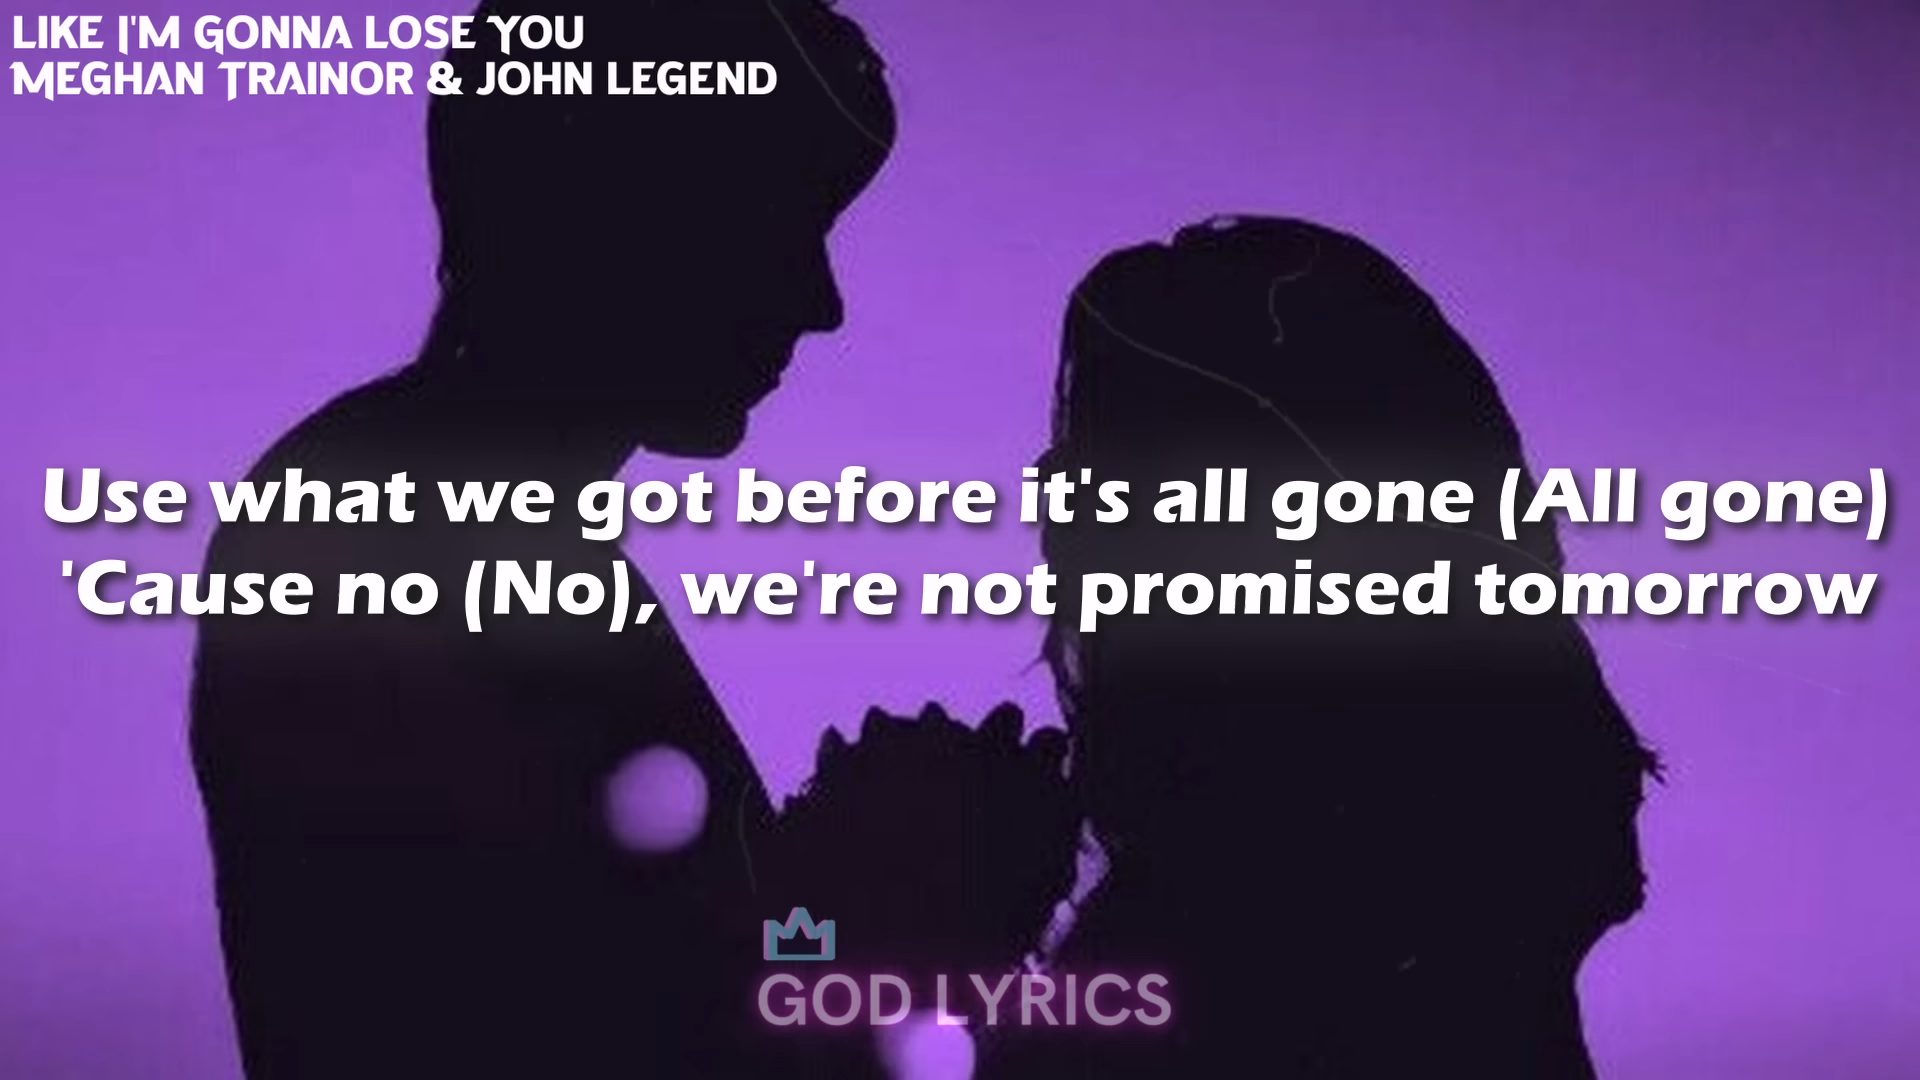 LIKE I'M GONNA LOSE YOU
MEGHAN TRAINOR & JOHN LEGEND
Use what we got before it's all gone (All gone)
'Cause no (No), we're not promised tomorrow
GOD LYRICS